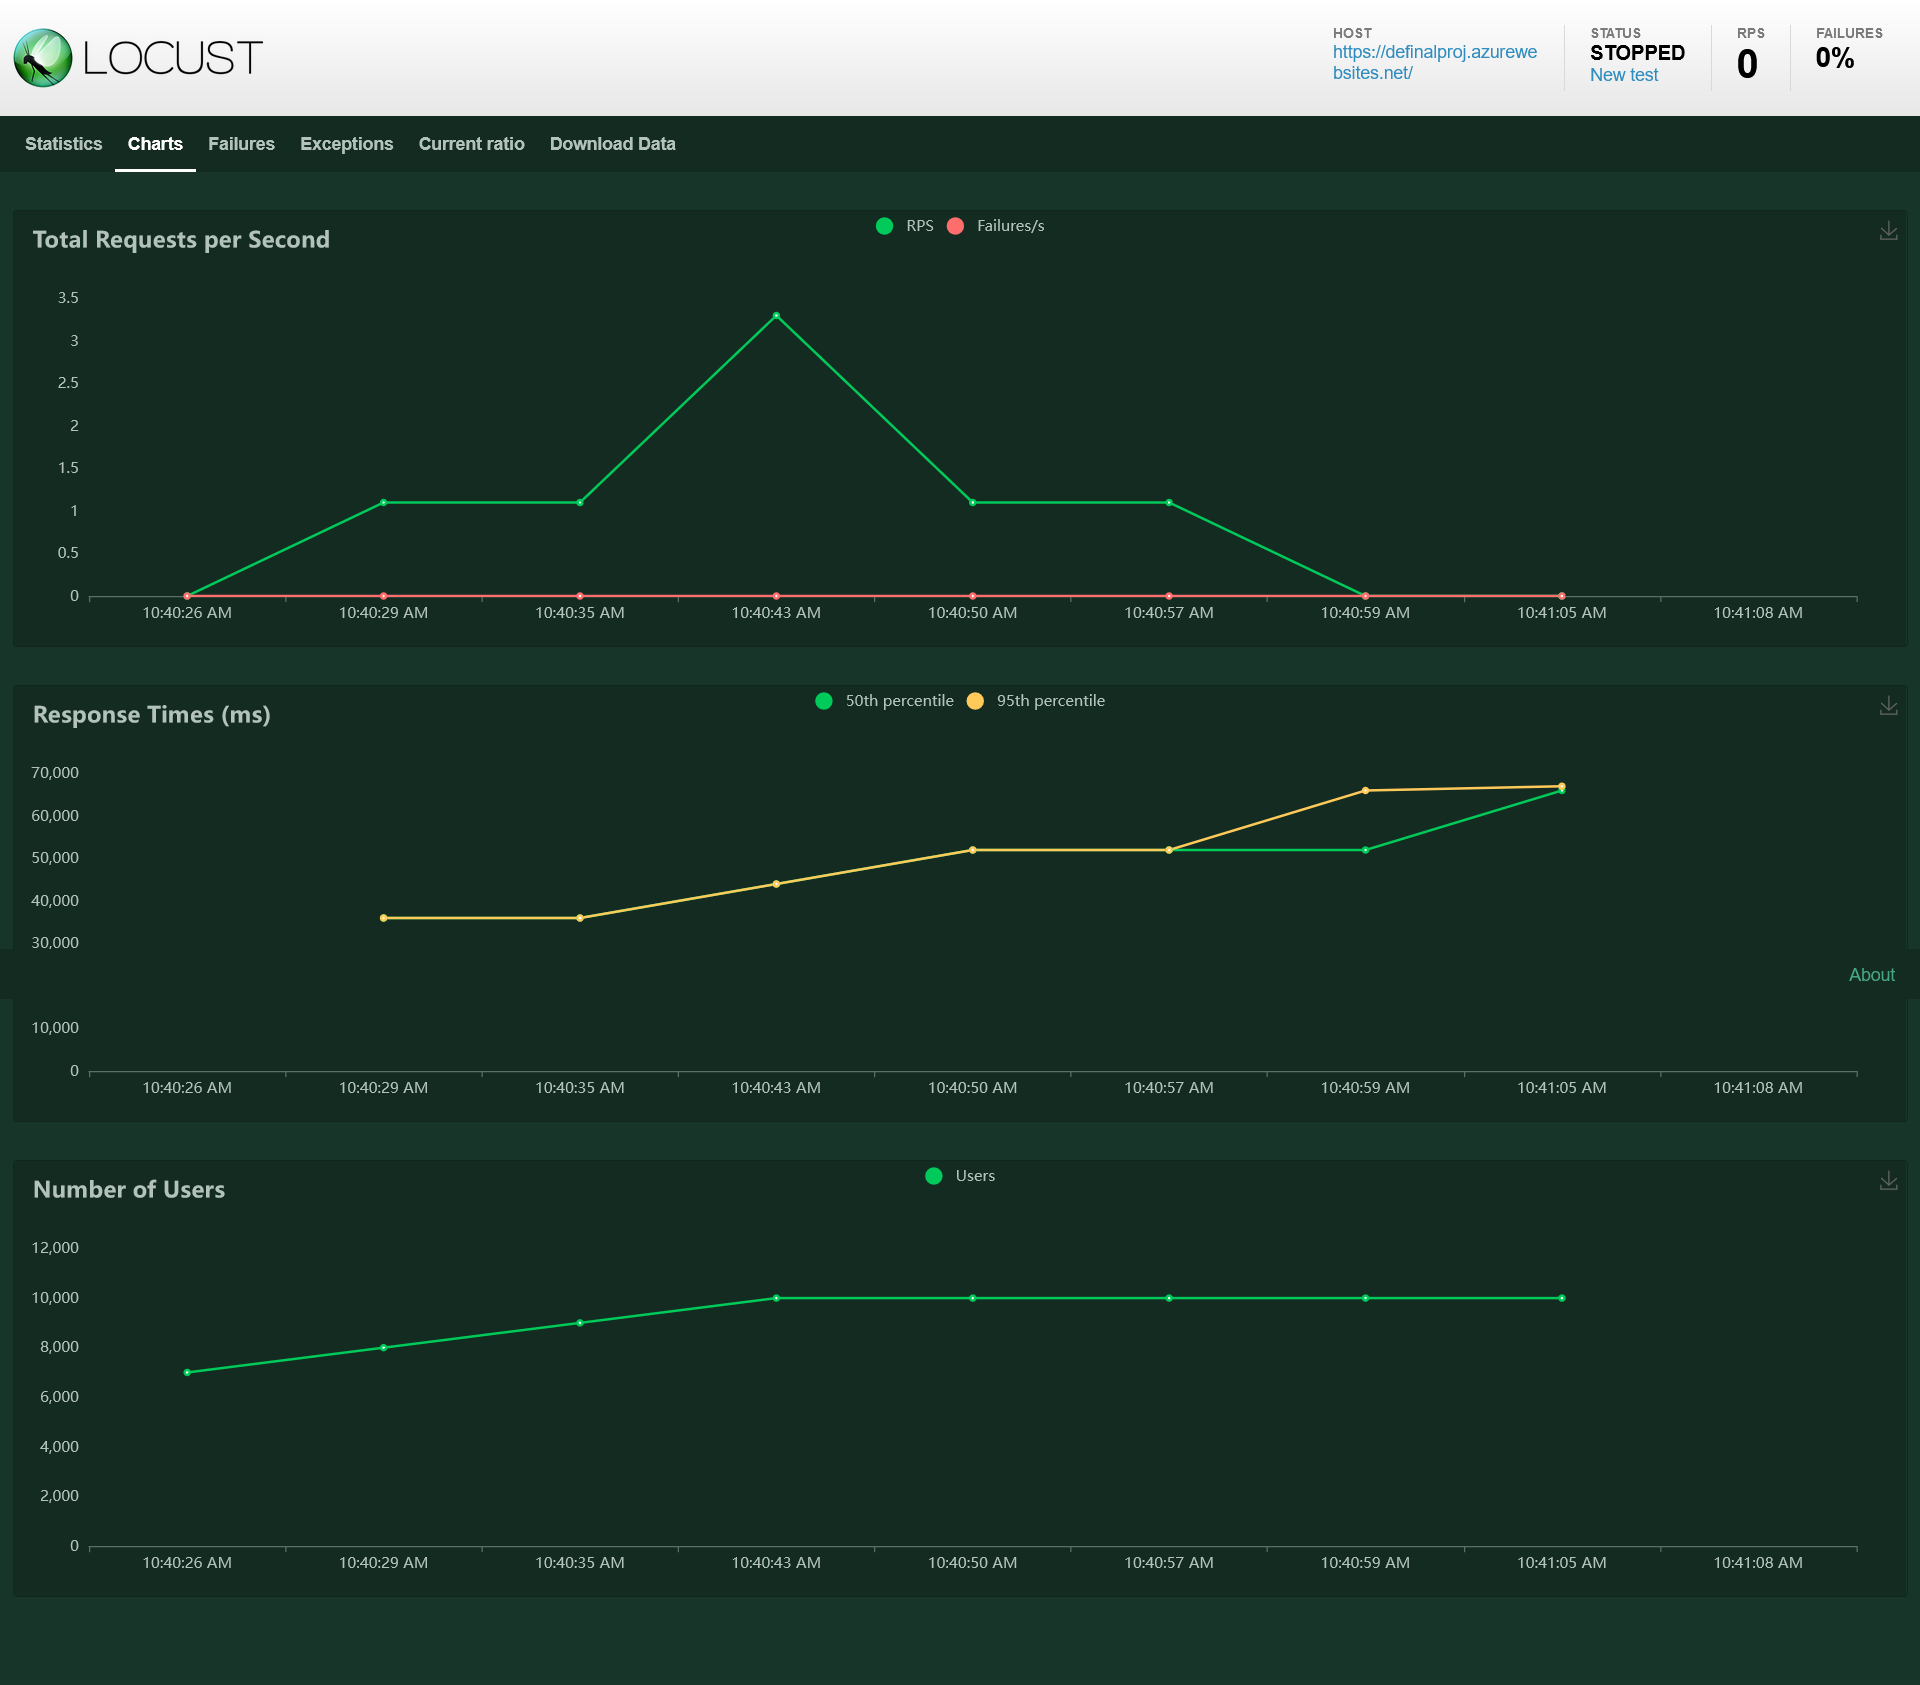 LOCUST
HOST
https://definalproj.azurewe
bsites.net/
STATUS
STOPPED
New test
RPS
0
FAILURES
0%
Statistics Charts Failures Exceptions Current ratio Download Data
Total Requests per Second
RPS Failures/s
3.5
3
2.5
2
1.5
1
0.5
0
10:40:26 AM 10:40:29 AM 10:40:35 AM 10:40:43 AM 10:40:50 AM 10:40:57 AM 10:40:59 AM 10:41:05 AM 10:41:08 AM
Response Times (ms)
50th percentile 95th percentile
70,000
60,000
50,000
40,000
30,000
About
10,000
0
10:40:26 AM 10:40:29 AM 10:40:35 AM 10:40:43 AM 10:40:50 AM 10:40:57 AM 10:40:59 AM 10:41:05 AM 10:41:08 AM
Number of Users
Users
12,000
10,000
8,000
6,000
4,000
2,000
0
10:40:26 AM 10:40:29 AM 10:40:35 AM 10:40:43 AM 10:40:50 AM 10:40:57 AM 10:40:59 AM 10:41:05 AM 10:41:08 AM